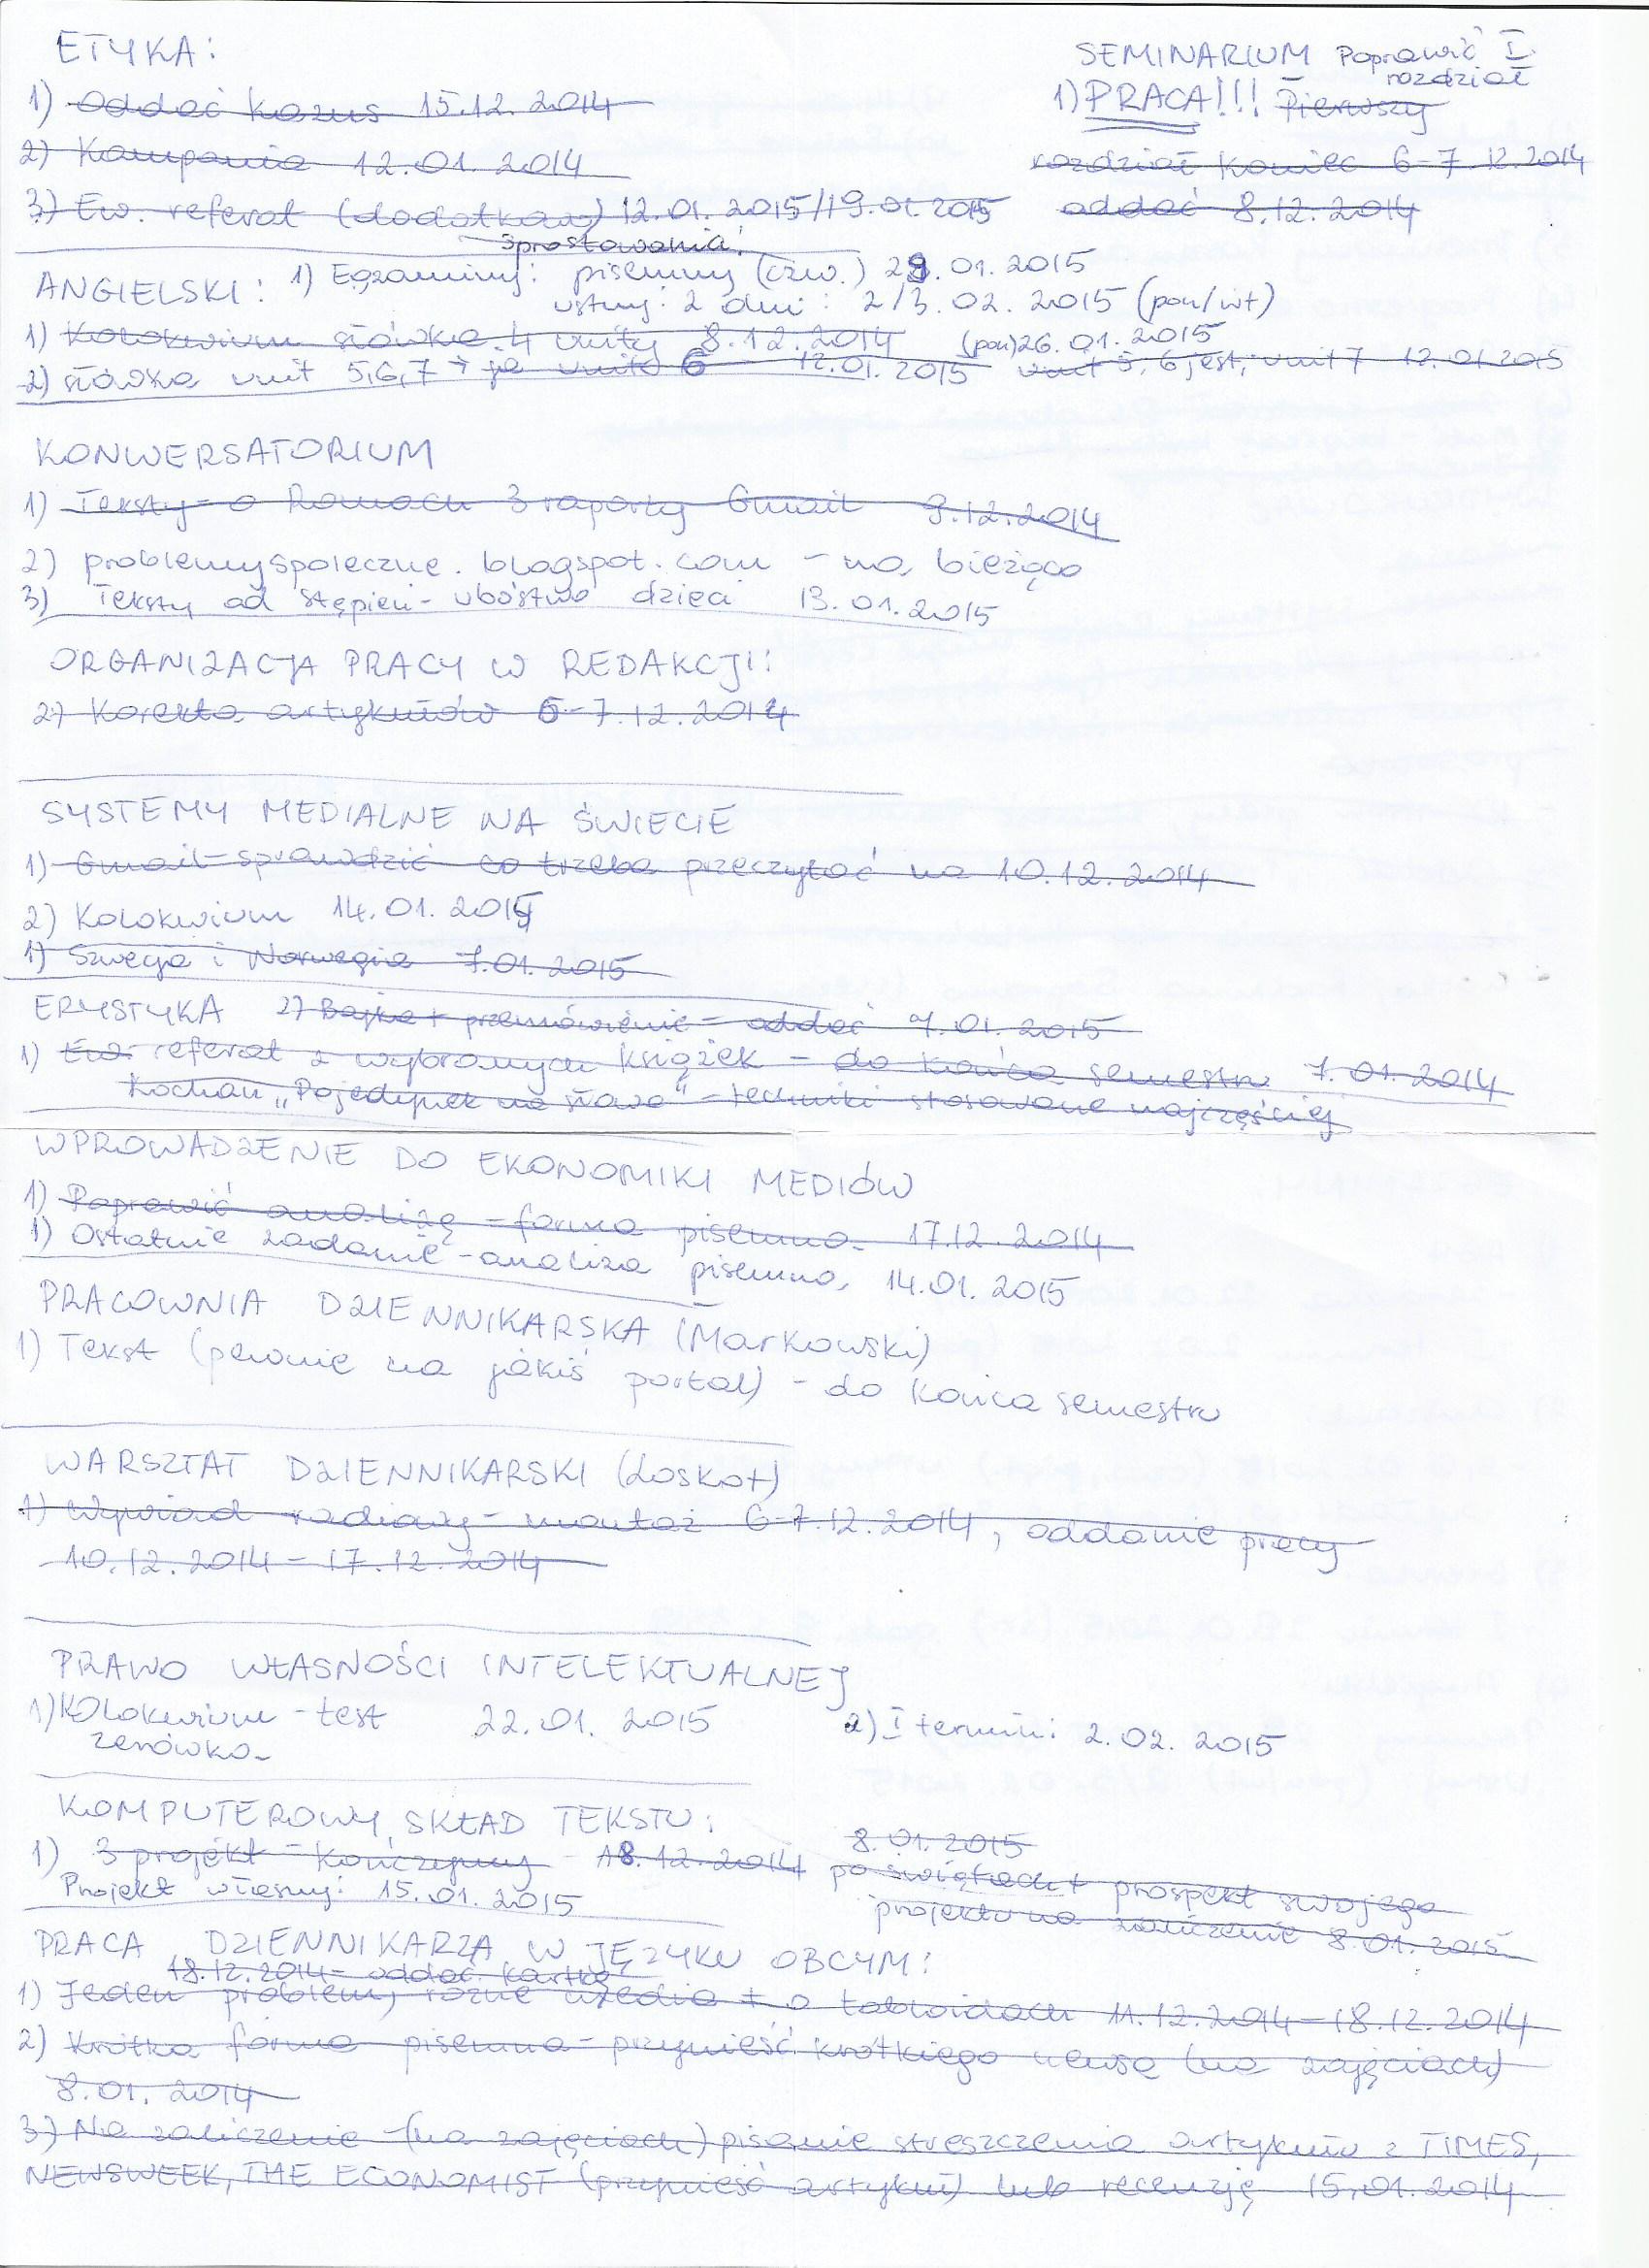 ETYKA:
1) Oddać kazus 15.12.2014
2) Kampania 12.01.2014
3) Ew. referat (dodatkowy) 12.01.2015/19.01.2015
sprostowania!
SEMINARIUM Poprawić I
rozdział
1) PRACA!!! Pierwszy
rozdział koniec 6-7.12.2014
oddać 8.12.2014
ANGIELSKI: 1) Egzaminy: pisemny (czw.) 29.01.2015
ustny: 2 dni: 2/3.02.2015 (pon/wt)
1) Kolokwium słówka 4 unity 8.12.2014 (pon) 26.01.2015
2) słówka unit 5,6,7 → unit 6 - 12.01.2015 unit 5, 6 jest, unit 7 12.01.2015
KONWERSATORIUM
1) Teksty - o Romach 3 raporty Gmail 9.12.2014
2) problemyspoleczne.blogspot.com - na bieżąco
3) Teksty od Stępień - ubóstwo dzieci 13.01.2015
ORGANIZACJA PRACY W REDAKCJI:
2) Korekta artykułów 6-7.12.2014
SYSTEMY MEDIALNE NA ŚWIECIE
1) Gmail - sprawdzić co trzeba przeczytać na 10.12.2014
2) Kolokwium 14.01.2015
1) Szwecja i Norwegia 7.01.2015
ERYSTYKA 2) Bajka + przemówienie - oddać 7.01.2015
1) Ew. referat z wybranych książek - do końca semestru 7.01.2014
Kochan „Pojedynek na słowa" - techniki stosowane najczęściej
WPROWADZENIE DO EKONOMIKI MEDIÓW
1) Poprawić analizę - forma pisemna 17.12.2014
1) Ostatnie zadanie - analiza pisemna, 14.01.2015
PRACOWNIA DZIENNIKARSKA (Markowski)
1) Tekst (pewnie na jakiś portal) - do końca semestru
WARSZTAT DZIENNIKARSKI (Łoskot)
1) Wywiad radiowy - montaż 6-7.12.2014, oddanie pracy
10.12.2014 - 17.12.2014
PRAWO WŁASNOŚCI INTELEKTUALNEJ
1) Kolokwium - test 22.01.2015 2) I termin: 2.02.2015
zerówka
KOMPUTEROWY SKŁAD TEKSTU:
1) 3 projekt - kończymy - 18.12.2014
Projekt własny: 15.01.2015
8.01.2015
po świętach + prospekt swojego
projektu na zaliczenie 8.01.2015
PRACA DZIENNIKARZA W JĘZYKU OBCYM:
18.12.2014 - oddać kartkę
1) Jeden problem, różne media + o tabloidach 11.12.2014 - 18.12.2014
2) Krótka forma pisemna - przynieść krótkiego newsa (na zajęciach)
8.01.2014
3) Na zaliczenie - (na zajęciach) pisanie streszczenia artykułu z TIMES,
NEWSWEEK, THE ECONOMIST (przynieść artykuł) lub recenzję 15.01.2014